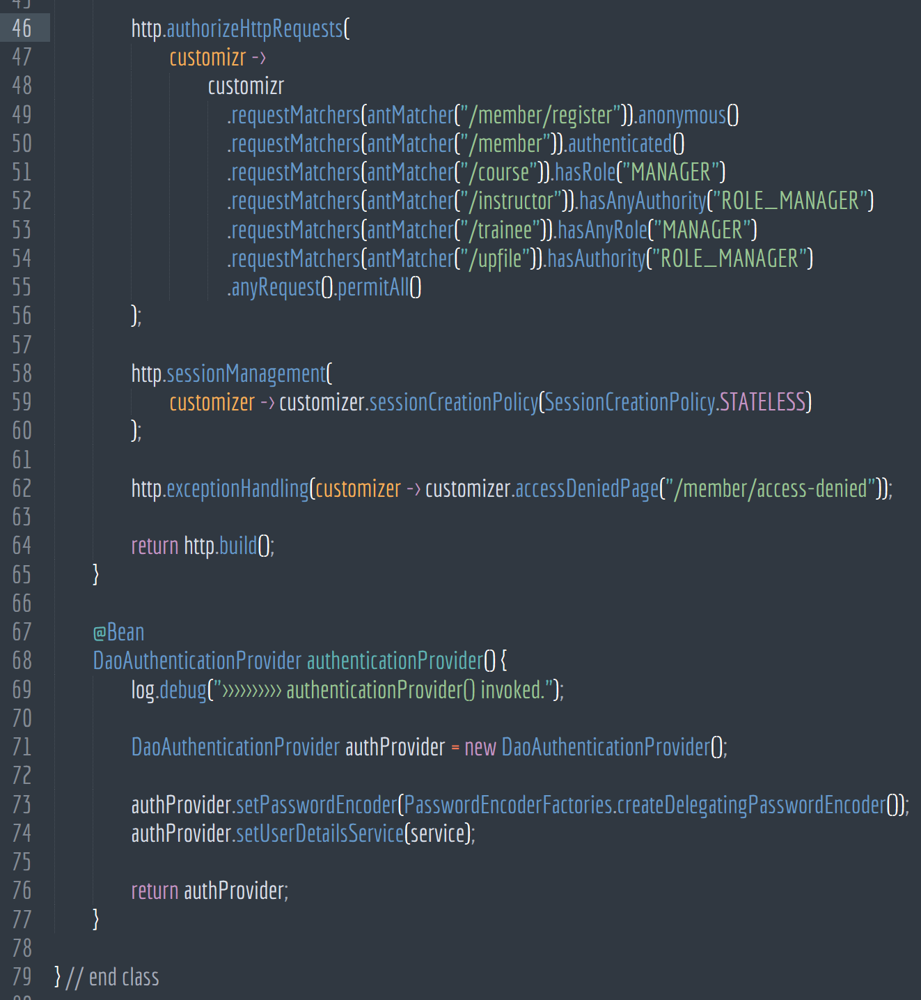 46 http.authorizeHttpRequests(
47 customizr ->
48 customizr
49 .requestMatchers(antMatcher("/member/register")).anonymous()
50 .requestMatchers(antMatcher("/member")).authenticated()
51 .requestMatchers(antMatcher("/course")).hasRole("MANAGER")
52 .requestMatchers(antMatcher("/instructor")).hasAnyAuthority("ROLE_MANAGER")
53 .requestMatchers(antMatcher("/trainee")).hasAnyRole("MANAGER")
54 .requestMatchers(antMatcher("/upfile")).hasAuthority("ROLE_MANAGER")
55 .anyRequest().permitAll()
56 );
57
58 http.sessionManagement(
59 customizer -> customizer.sessionCreationPolicy(SessionCreationPolicy.STATELESS)
60 );
61
62 http.exceptionHandling(customizer -> customizer.accessDeniedPage("/member/access-denied"));
63
64 return http.build();
65 }
66
67 @Bean
68 DaoAuthenticationProvider authenticationProvider() {
69 log.debug(">>>>>>>>>> authenticationProvider() invoked.");
70
71 DaoAuthenticationProvider authProvider = new DaoAuthenticationProvider();
72
73 authProvider.setPasswordEncoder(PasswordEncoderFactories.createDelegatingPasswordEncoder());
74 authProvider.setUserDetailsService(service);
75
76 return authProvider;
77 }
78
79 } // end class